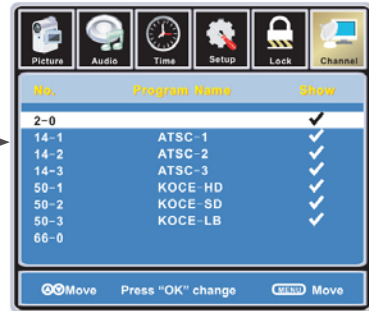 Picture Audio Time Setup Lock Channel
No. Program Name Show
2-0
14-1 ATSC-1
14-2 ATSC-2
14-3 ATSC-3
50-1 KOCE-HD
50-2 KOCE-SD
50-3 KOCE-LB
66-0
Move Press “OK” change MENU Move